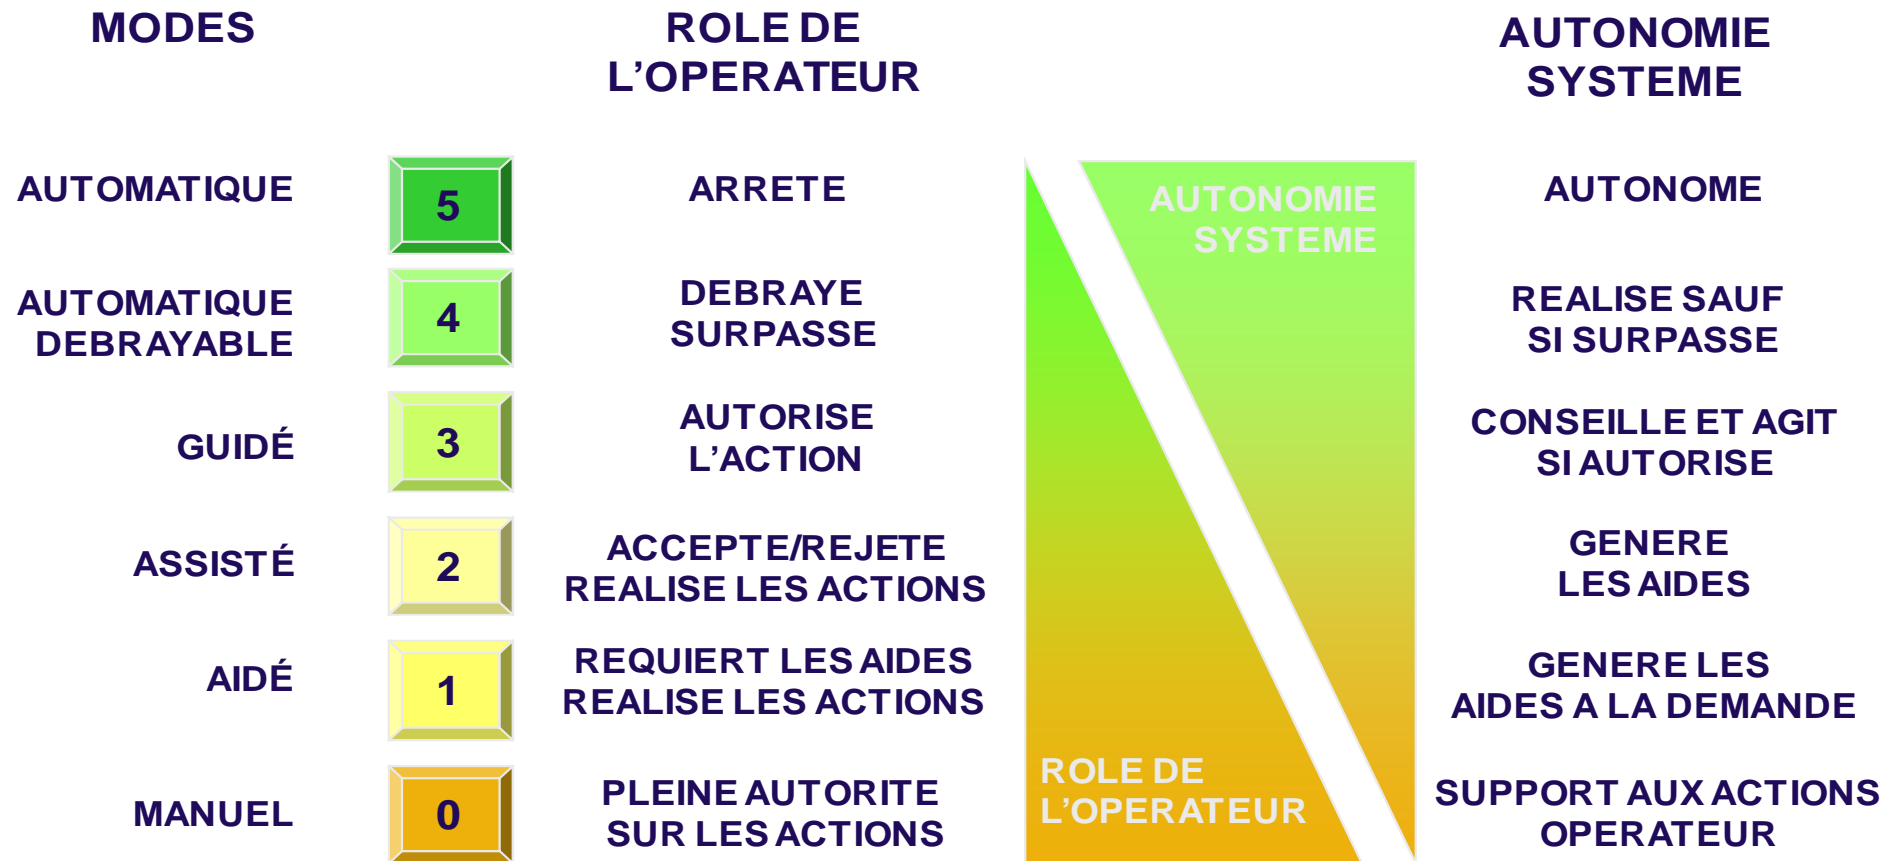 MODES
ROLE DE
L’OPERATEUR
AUTONOMIE
SYSTEME
AUTOMATIQUE
5
ARRETE
AUTONOMIE
SYSTEME
AUTONOME
AUTOMATIQUE
DEBRAYABLE
4
DEBRAYE
SURPASSE
REALISE SAUF
SI SURPASSE
GUIDÉ
3
AUTORISE
L’ACTION
CONSEILLE ET AGIT
SI AUTORISE
ASSISTÉ
2
ACCEPTE/REJETE
REALISE LES ACTIONS
GENERE
LES AIDES
AIDÉ
1
REQUIERT LES AIDES
REALISE LES ACTIONS
GENERE LES
AIDES A LA DEMANDE
MANUEL
0
PLEINE AUTORITE
SUR LES ACTIONS
ROLE DE
L’OPERATEUR
SUPPORT AUX ACTIONS
OPERATEUR